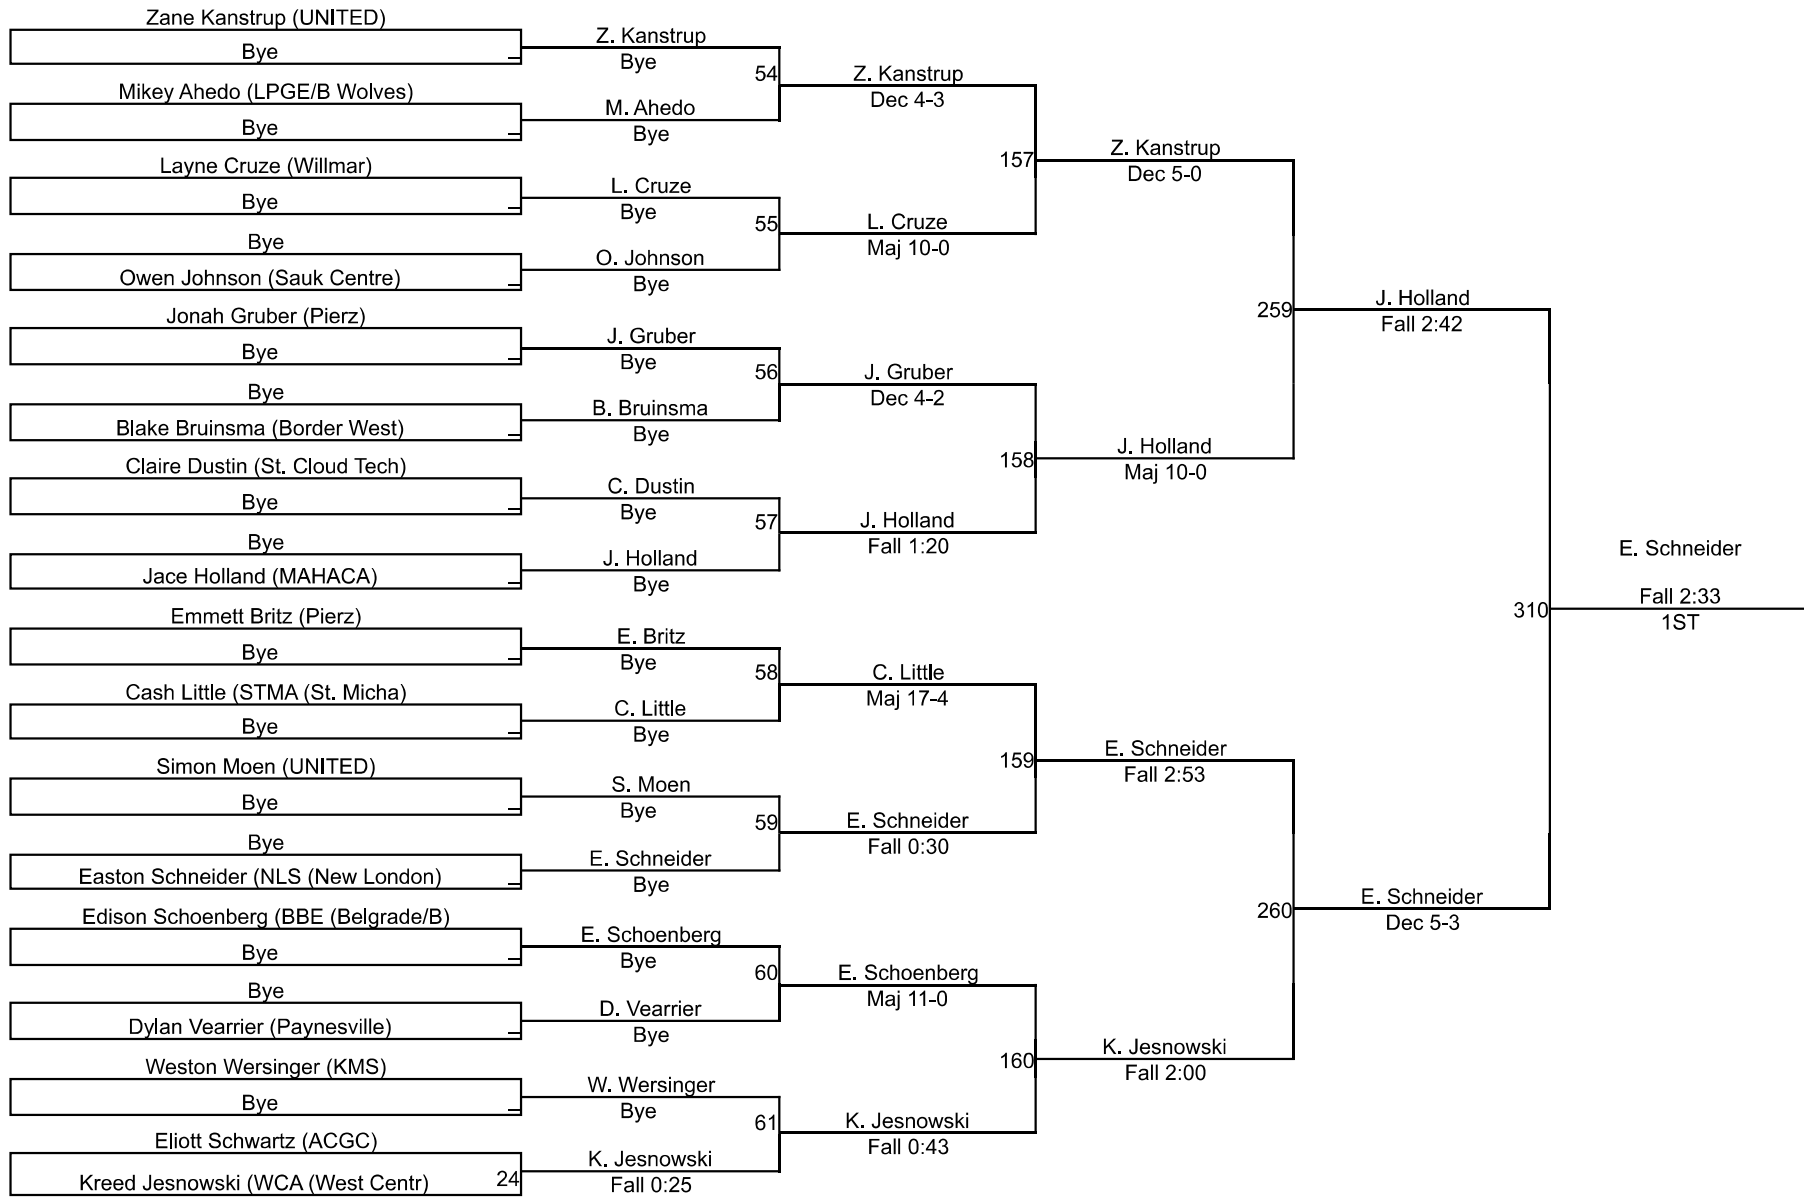 Zane Kanstrup (UNITED)
Bye
Mikey Ahedo (LPGE/B Wolves)
Bye
Layne Cruze (Willmar)
Bye
Bye
Owen Johnson (Sauk Centre)
Jonah Gruber (Pierz)
Bye
Bye
Blake Bruinsma (Border West)
Claire Dustin (St. Cloud Tech)
Bye
Bye
Jace Holland (MAHACA)
Emmett Britz (Pierz)
Bye
Cash Little (STMA (St. Micha)
Bye
Simon Moen (UNITED)
Bye
Bye
Easton Schneider (NLS (New London)
Edison Schoenberg (BBE (Belgrade/B)
Bye
Bye
Dylan Vearrier (Paynesville)
Weston Wersinger (KMS)
Bye
Eliott Schwartz (ACGC)
Kreed Jesnowski (WCA (West Centr)
24
Z. Kanstrup
Bye
54
M. Ahedo
Bye
L. Cruze
Bye
55
O. Johnson
Bye
J. Gruber
Bye
56
B. Bruinsma
Bye
C. Dustin
Bye
57
J. Holland
Bye
E. Britz
Bye
58
C. Little
Bye
S. Moen
Bye
59
E. Schneider
Bye
E. Schoenberg
Bye
60
D. Vearrier
Bye
W. Wersinger
Bye
61
K. Jesnowski
Fall 0:25
Z. Kanstrup
Dec 4-3
157
L. Cruze
Maj 10-0
J. Gruber
Dec 4-2
158
J. Holland
Fall 1:20
C. Little
Maj 17-4
159
E. Schneider
Fall 0:30
E. Schoenberg
Maj 11-0
160
K. Jesnowski
Fall 0:43
Z. Kanstrup
Dec 5-0
259
J. Holland
Maj 10-0
E. Schneider
Fall 2:53
260
K. Jesnowski
Fall 2:00
J. Holland
Fall 2:42
310
E. Schneider
Dec 5-3
E. Schneider
Fall 2:33
1ST